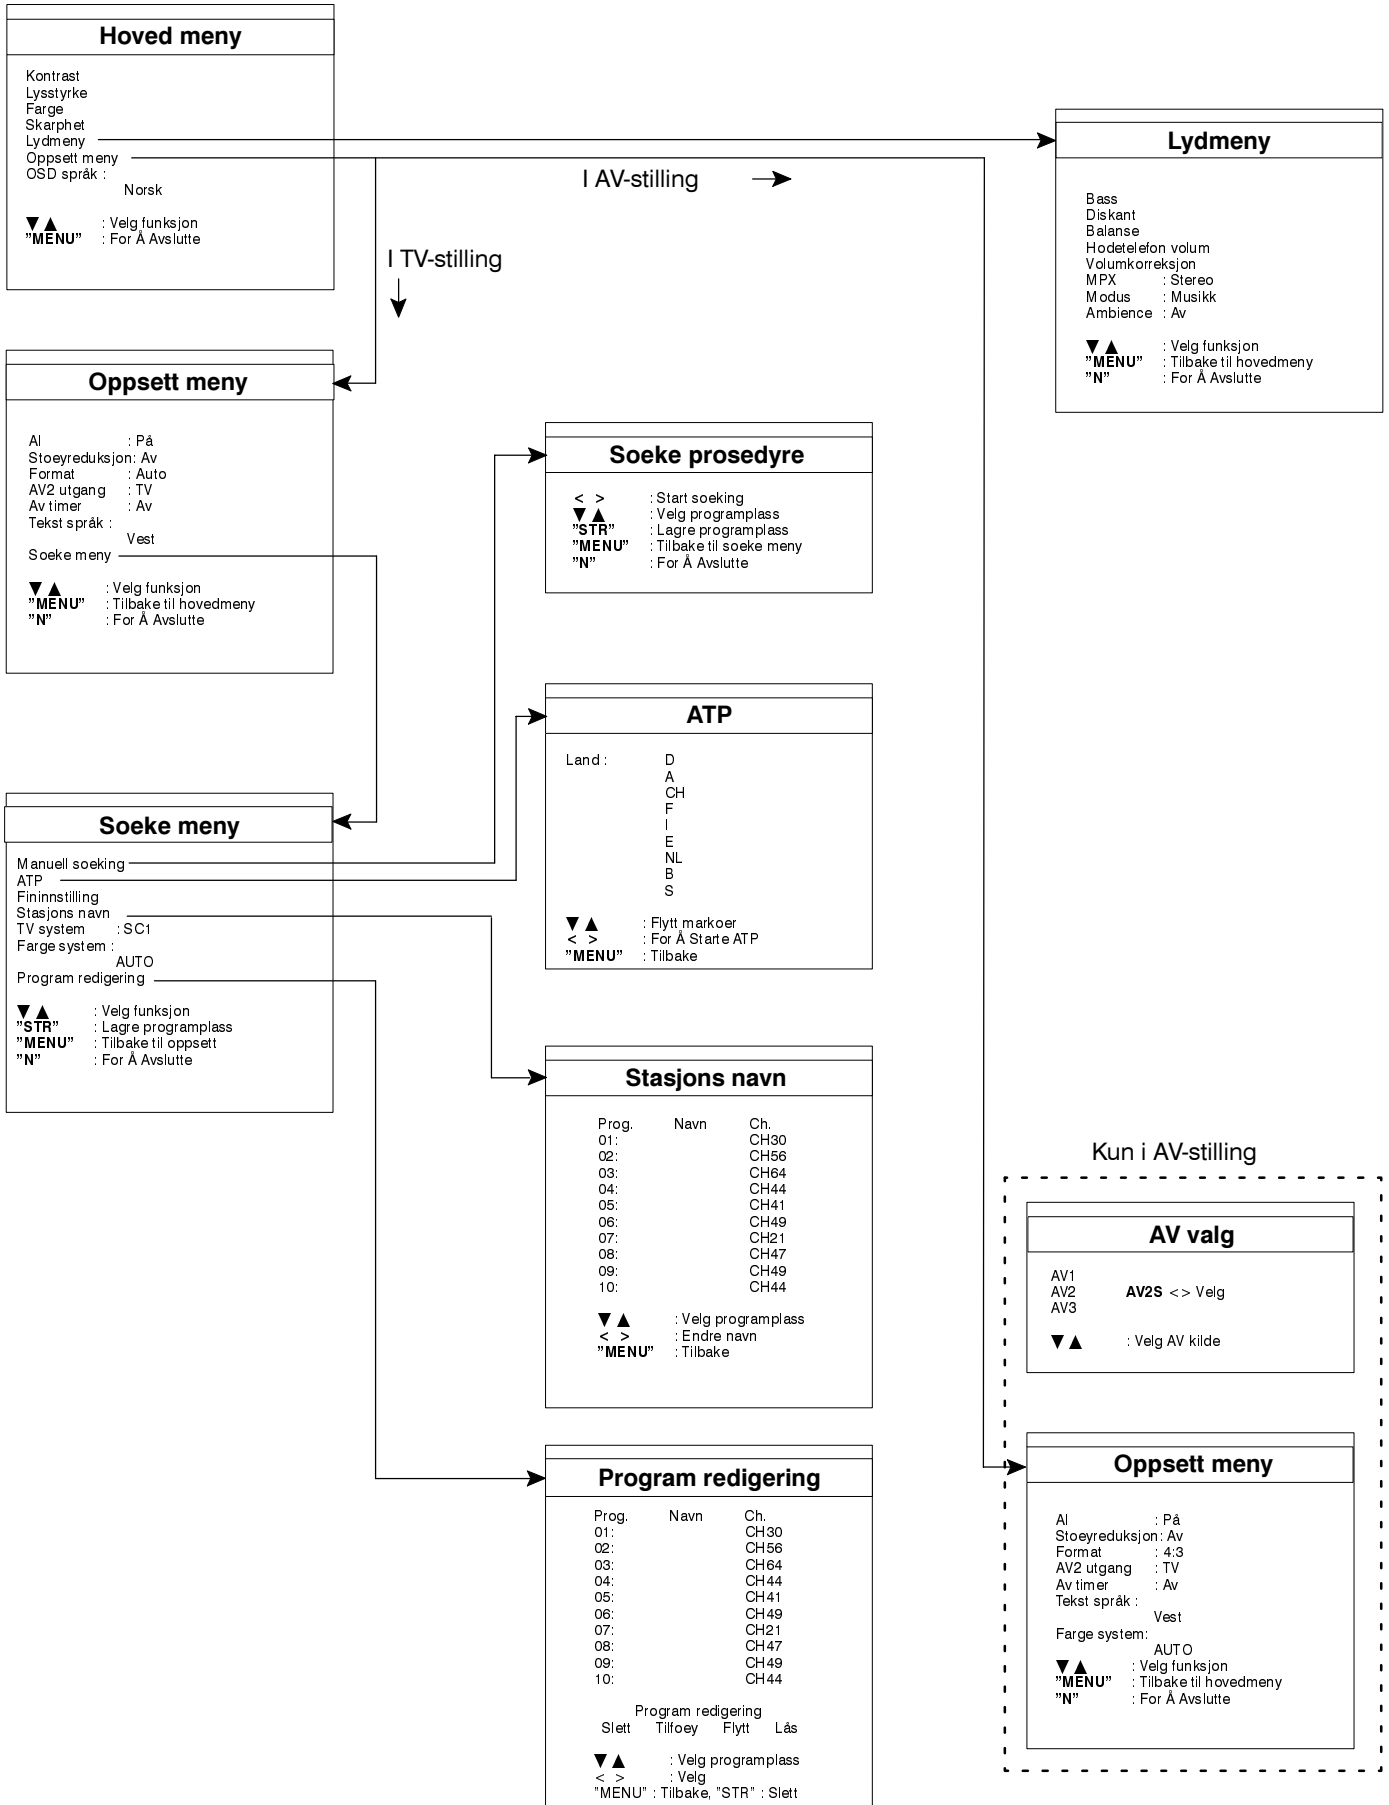 Hoved meny
Kontrast
Lysstyrke
Farge
Skarphet
Lydmeny
Oppsett meny
OSD språk :
Norsk
▼ ▲ : Velg funksjon
”MENU” : For Å Avslutte
I AV-stilling →
I TV-stilling
↓
Lydmeny
Bass
Diskant
Balanse
Hodetelefon volum
Volumkorreksjon
MPX : Stereo
Modus : Musikk
Ambience : Av
▼ ▲ : Velg funksjon
”MENU” : Tilbake til hovedmeny
”N” : For Å Avslutte
Oppsett meny
AI : På
Stoeyreduksjon: Av
Format : Auto
AV2 utgang : TV
Av timer : Av
Tekst språk :
Vest
Soeke meny
▼ ▲ : Velg funksjon
”MENU” : Tilbake til hovedmeny
”N” : For Å Avslutte
Soeke prosedyre
< > : Start soeking
▼ ▲ : Velg programplass
”STR” : Lagre programplass
”MENU” : Tilbake til soeke meny
”N” : For Å Avslutte
ATP
Land : D
A
CH
F
I
E
NL
B
S
▼ ▲ : Flytt markoer
< > : For Å Starte ATP
”MENU” : Tilbake
Soeke meny
Manuell soeking
ATP
Fininnstilling
Stasjons navn
TV system : SC1
Farge system :
AUTO
Program redigering
▼ ▲ : Velg funksjon
”STR” : Lagre programplass
”MENU” : Tilbake til oppsett
”N” : For Å Avslutte
Stasjons navn
Prog. Navn Ch.
01: CH30
02: CH56
03: CH64
04: CH44
05: CH41
06: CH49
07: CH21
08: CH47
09: CH49
10: CH44
▼ ▲ : Velg programplass
< > : Endre navn
”MENU” : Tilbake
Program redigering
Prog. Navn Ch.
01: CH30
02: CH56
03: CH64
04: CH44
05: CH41
06: CH49
07: CH21
08: CH47
09: CH49
10: CH44
Program redigering
Slett Tilfoey Flytt Lås
▼ ▲ : Velg programplass
< > : Velg
”MENU” : Tilbake, ”STR” : Slett
Kun i AV-stilling
AV valg
AV1
AV2 AV2S <> Velg
AV3
▼ ▲ : Velg AV kilde
Oppsett meny
AI : På
Stoeyreduksjon: Av
Format : 4:3
AV2 utgang : TV
Av timer : Av
Tekst språk :
Vest
Farge system:
AUTO
▼ ▲ : Velg funksjon
”MENU” : Tilbake til hovedmeny
”N” : For Å Avslutte